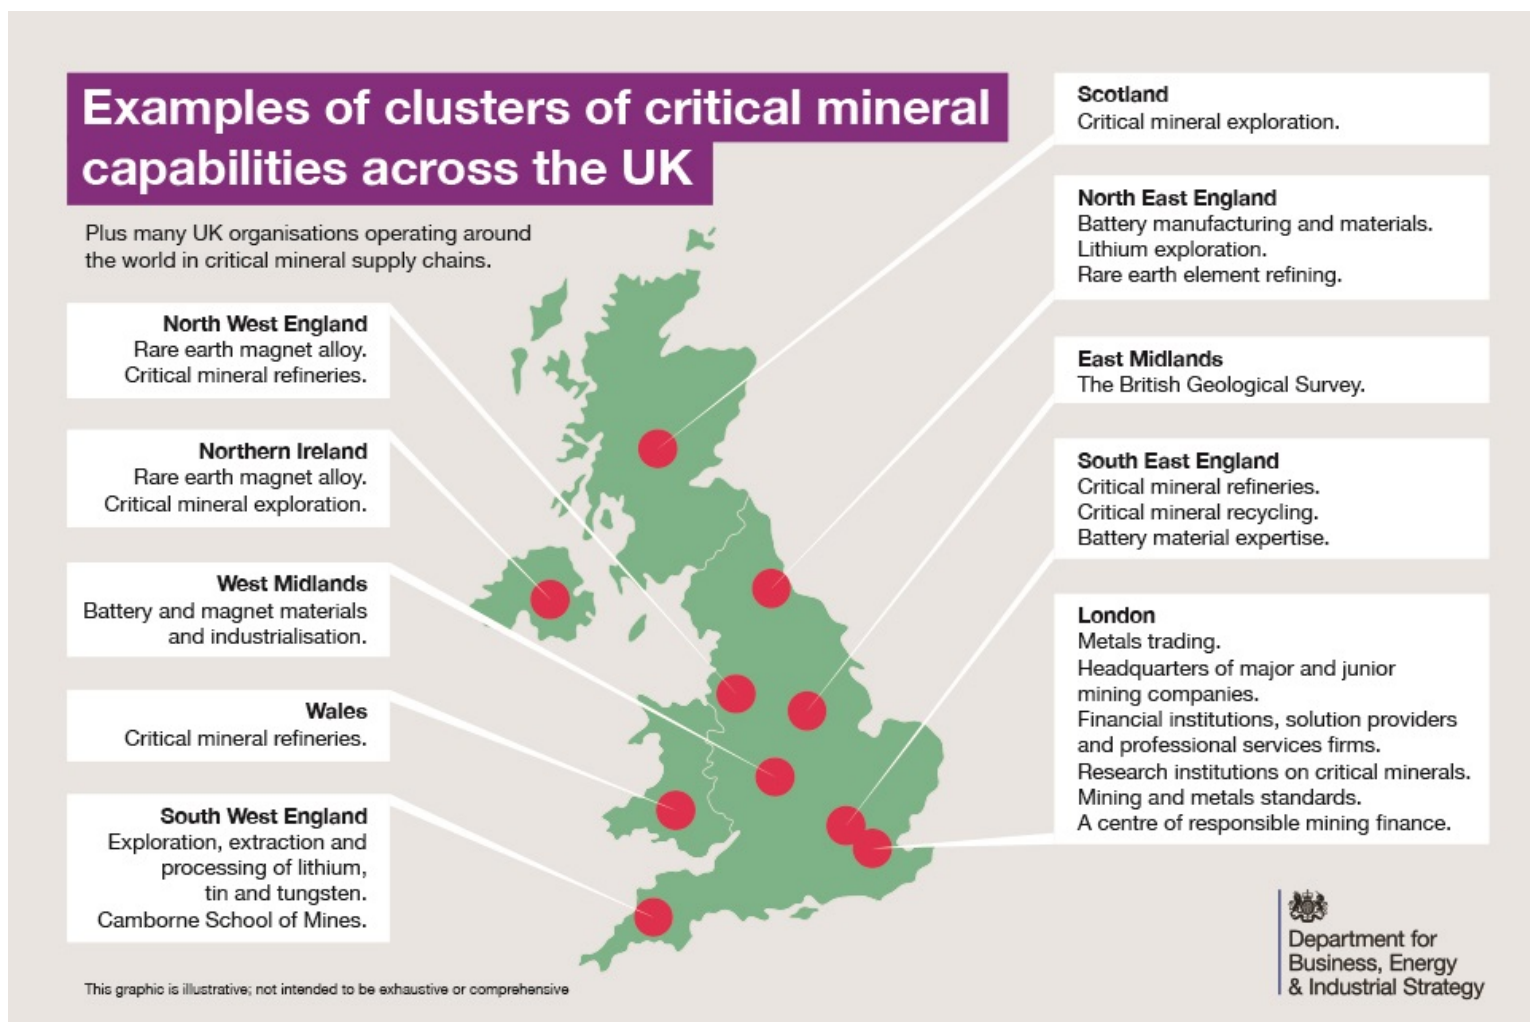 Examples of clusters of critical mineral
capabilities across the UK
Plus many UK organisations operating around
the world in critical mineral supply chains.
North West England
Rare earth magnet alloy.
Critical mineral refineries.
Northern Ireland
Rare earth magnet alloy.
Critical mineral exploration.
West Midlands
Battery and magnet materials
and industrialisation.
Wales
Critical mineral refineries.
South West England
Exploration, extraction and
processing of lithium,
tin and tungsten.
Camborne School of Mines.
Scotland
Critical mineral exploration.
North East England
Battery manufacturing and materials.
Lithium exploration.
Rare earth element refining.
East Midlands
The British Geological Survey.
South East England
Critical mineral refineries.
Critical mineral recycling.
Battery material expertise.
London
Metals trading.
Headquarters of major and junior
mining companies.
Financial institutions, solution providers
and professional services firms.
Research institutions on critical minerals.
Mining and metals standards.
A centre of responsible mining finance.
This graphic is illustrative; not intended to be exhaustive or comprehensive
Department for
Business, Energy
& Industrial Strategy